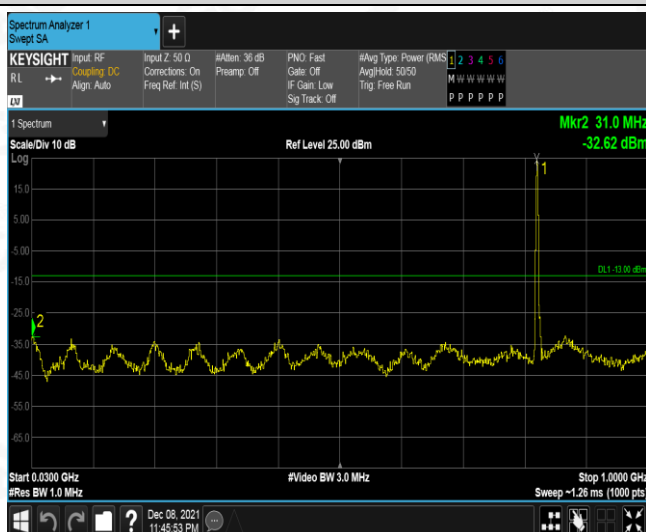 Spectrum Analyzer 1
Swept SA
+
KEYSIGHT
RL
LXI
Input: RF
Coupling: DC
Align: Auto
Input Z: 50 Ω
Corrections: On
Freq Ref: Int (S)
#Atten: 36 dB
Preamp: Off
PNO: Fast
Gate: Off
IF Gain: Low
Sig Track: Off
#Avg Type: Power (RMS
Avg|Hold: 50/50
Trig: Free Run
1 2 3 4 5 6
M W W W W W
P P P P P P
1 Spectrum
Mkr2 31.0 MHz
-32.62 dBm
Scale/Div 10 dB
Ref Level 25.00 dBm
Log
1
15.0
5.00
-5.00
DL1 -13.00 dBm
-15.0
-25.0
2
-35.0
-45.0
-55.0
-65.0
Start 0.0300 GHz
#Video BW 3.0 MHz
Stop 1.0000 GHz
#Res BW 1.0 MHz
Sweep ~1.26 ms (1000 pts)
?
Dec 08, 2021
11:45:53 PM